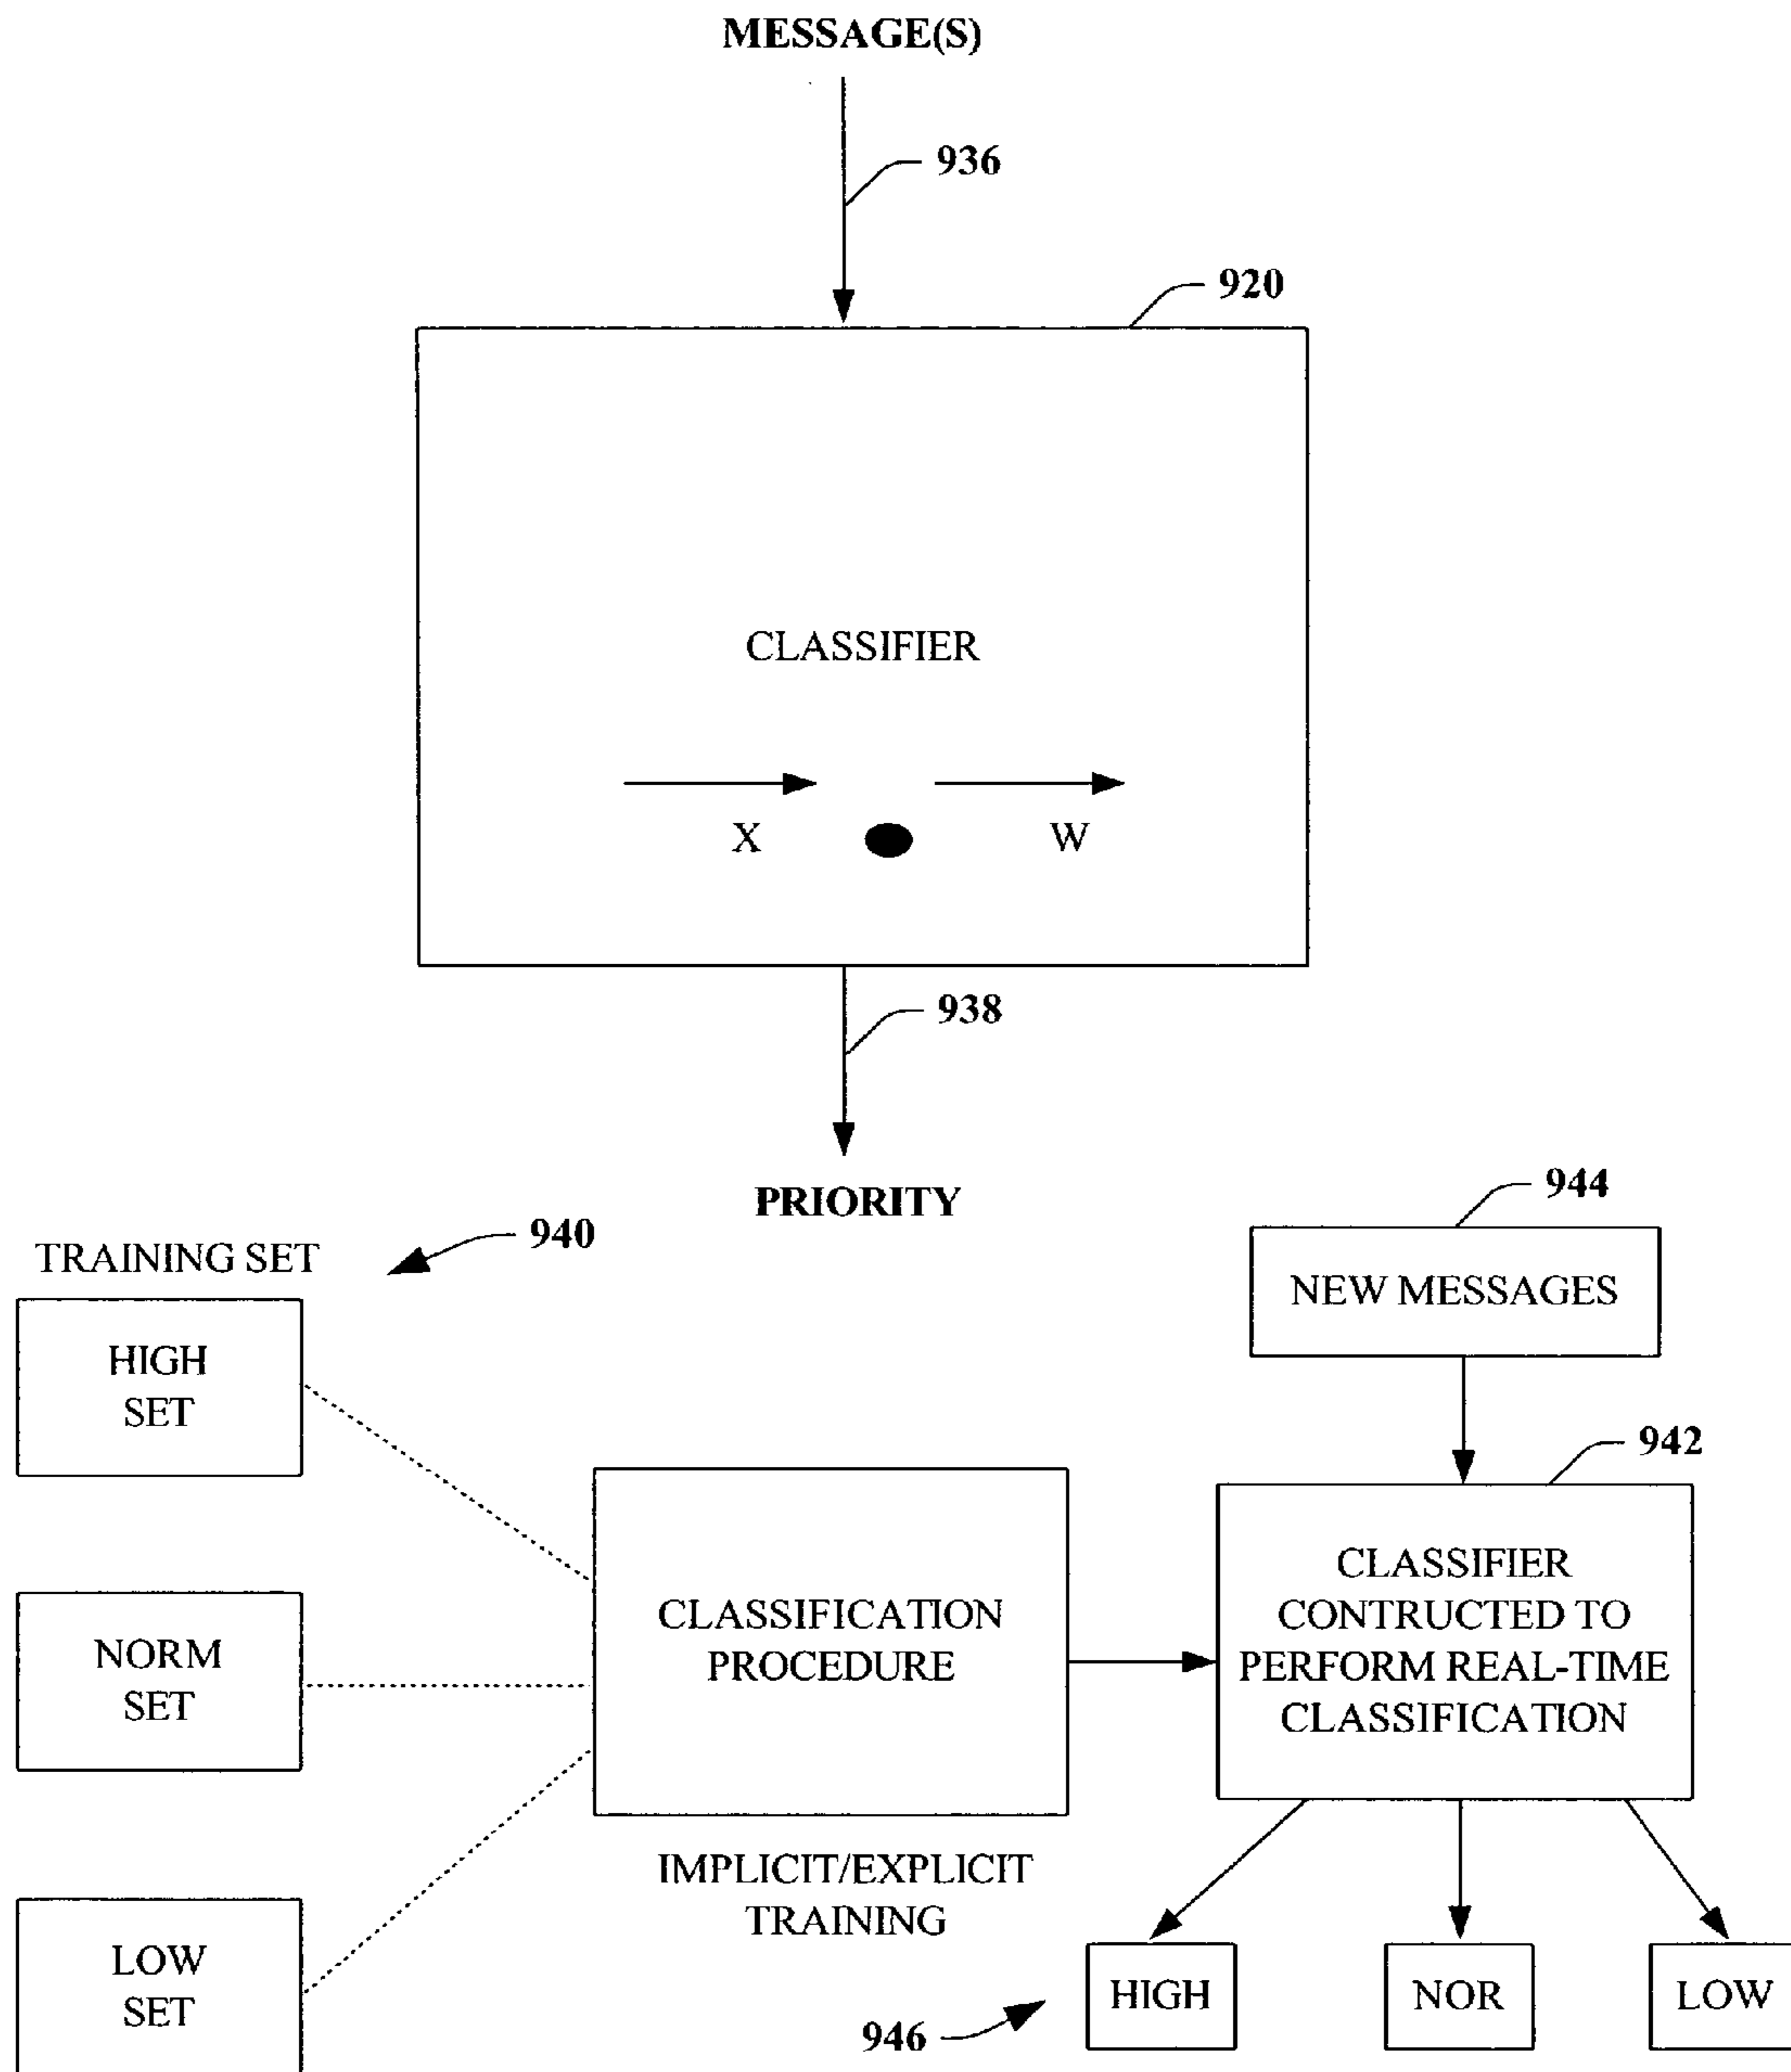 MESSAGE(S)
936
920
CLASSIFIER
X
W
938
PRIORITY
944
940
TRAINING SET
NEW MESSAGES
HIGH
SET
942
CLASSIFIER
CONTRUCTED TO
PERFORM REAL-TIME
CLASSIFICATION
CLASSIFICATION
PROCEDURE
NORM
SET
IMPLICIT/EXPLICIT
TRAINING
LOW
SET
HIGH
NOR
LOW
946